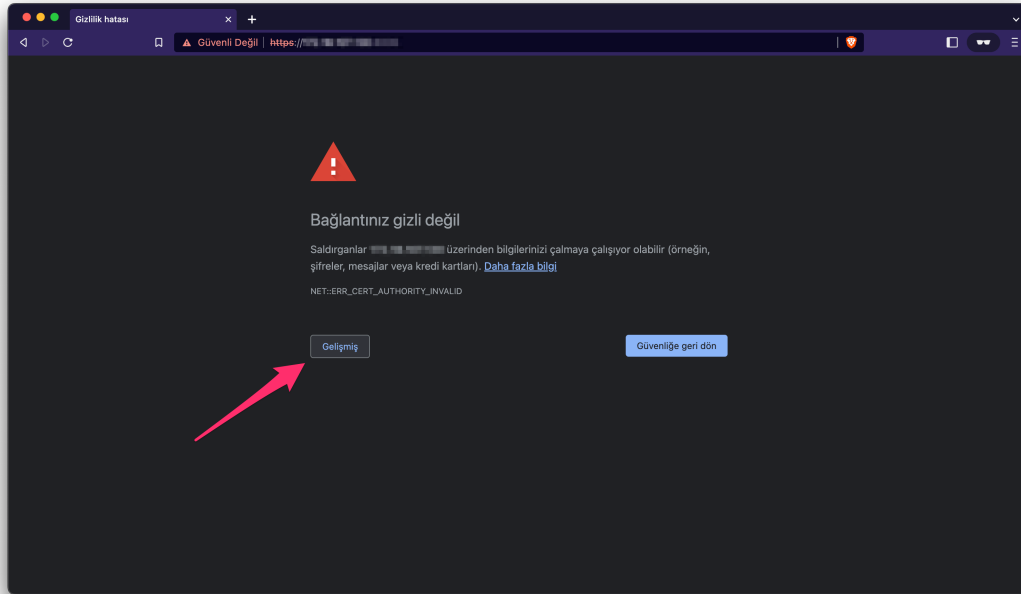 Gizlilik hatası
Güvenli Değil https://
Bağlantınız gizli değil
Saldırganlar üzerinden bilgilerinizi çalmaya çalışıyor olabilir (örneğin,
şifreler, mesajlar veya kredi kartları). Daha fazla bilgi
NET::ERR_CERT_AUTHORITY_INVALID
Gelişmiş
Güvenliğe geri dön